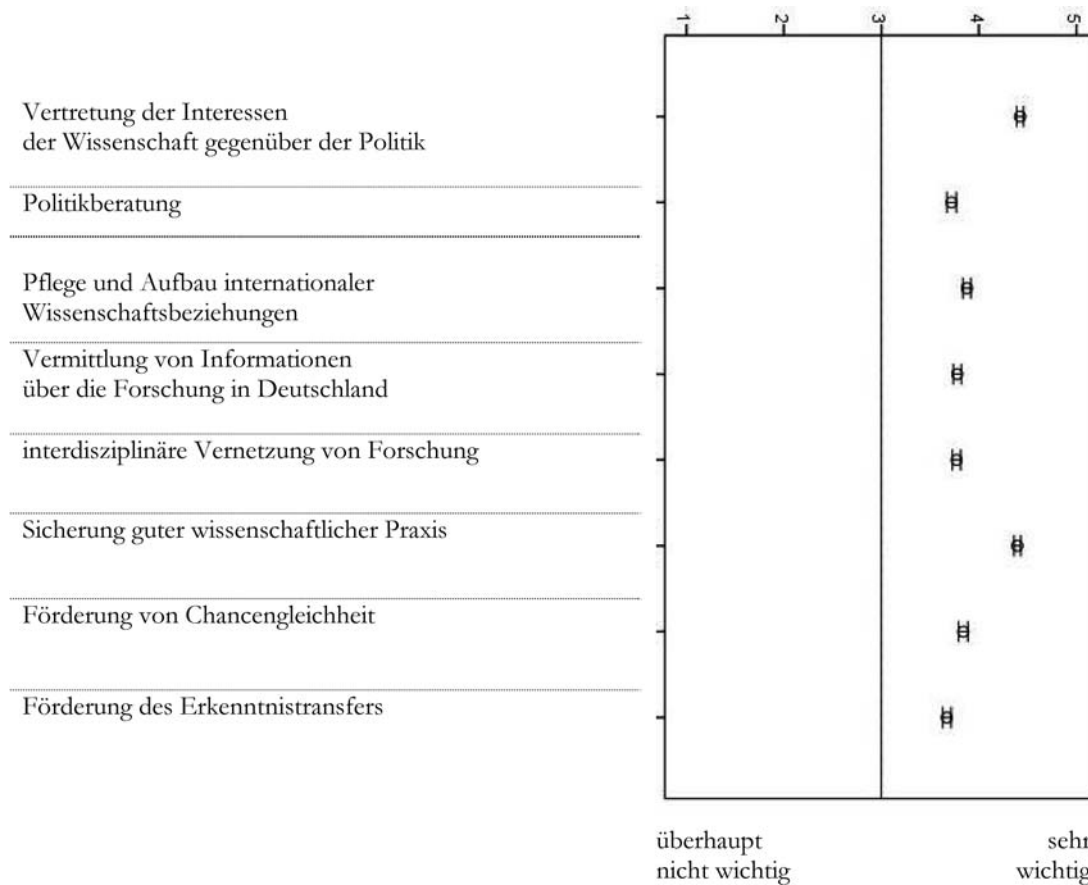 1 2 3 4 5
Vertretung der Interessen
der Wissenschaft gegenüber der Politik
Politikberatung
Pflege und Aufbau internationaler
Wissenschaftsbeziehungen
Vermittlung von Informationen
über die Forschung in Deutschland
interdisziplinäre Vernetzung von Forschung
Sicherung guter wissenschaftlicher Praxis
Förderung von Chancengleichheit
Förderung des Erkenntnistransfers
überhaupt sehr
nicht wichtig wichtig